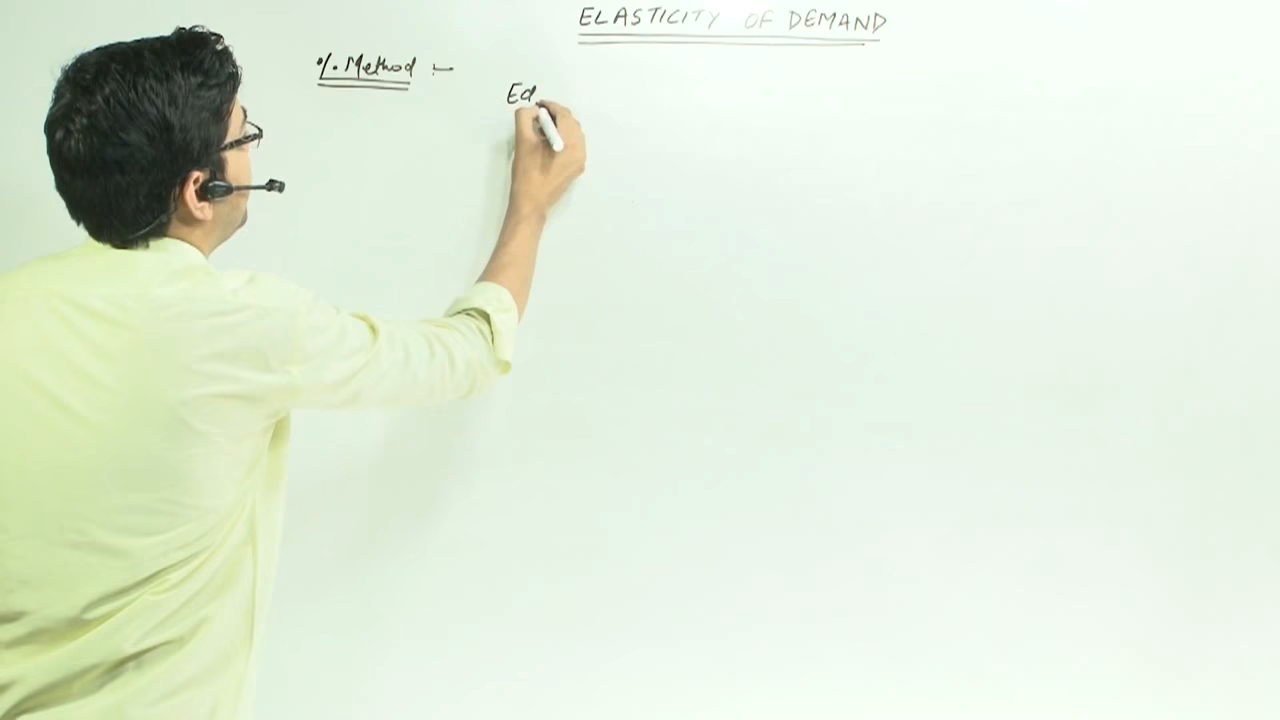 ELASTICITY OF DEMAND
%. Method :-
Ed